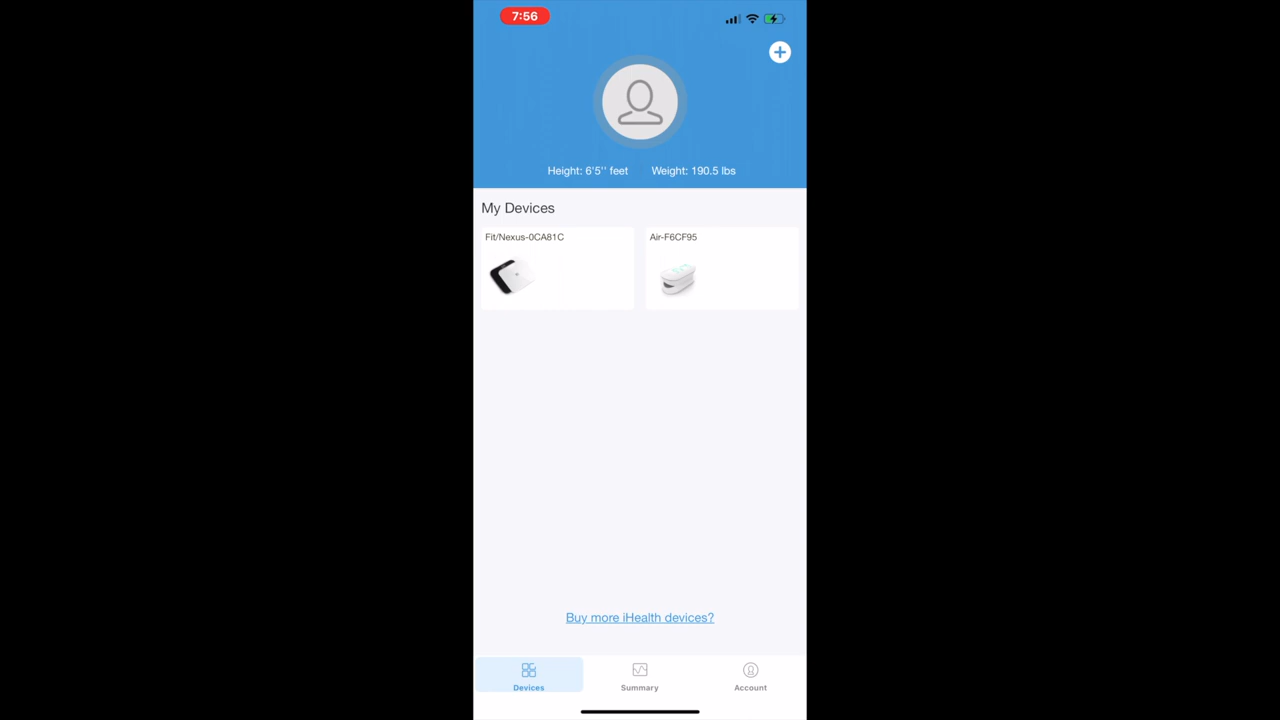 7:56
Height: 6'5'' feet Weight: 190.5 lbs
My Devices
Fit/Nexus-0CA81C Air-F6CF95
Buy more iHealth devices?
Devices Summary Account